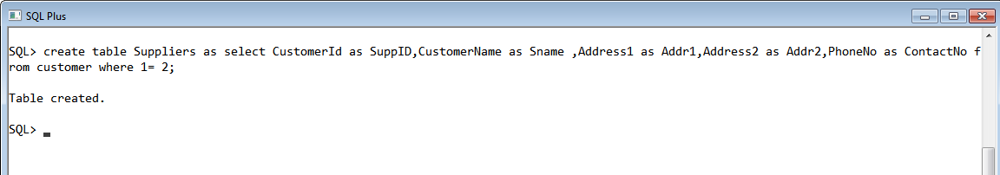 SQL Plus
SQL> create table Suppliers as select CustomerId as SuppID,CustomerName as Sname ,Address1 as Addr1,Address2 as Addr2,PhoneNo as ContactNo f
rom customer where 1= 2;
Table created.
SQL>